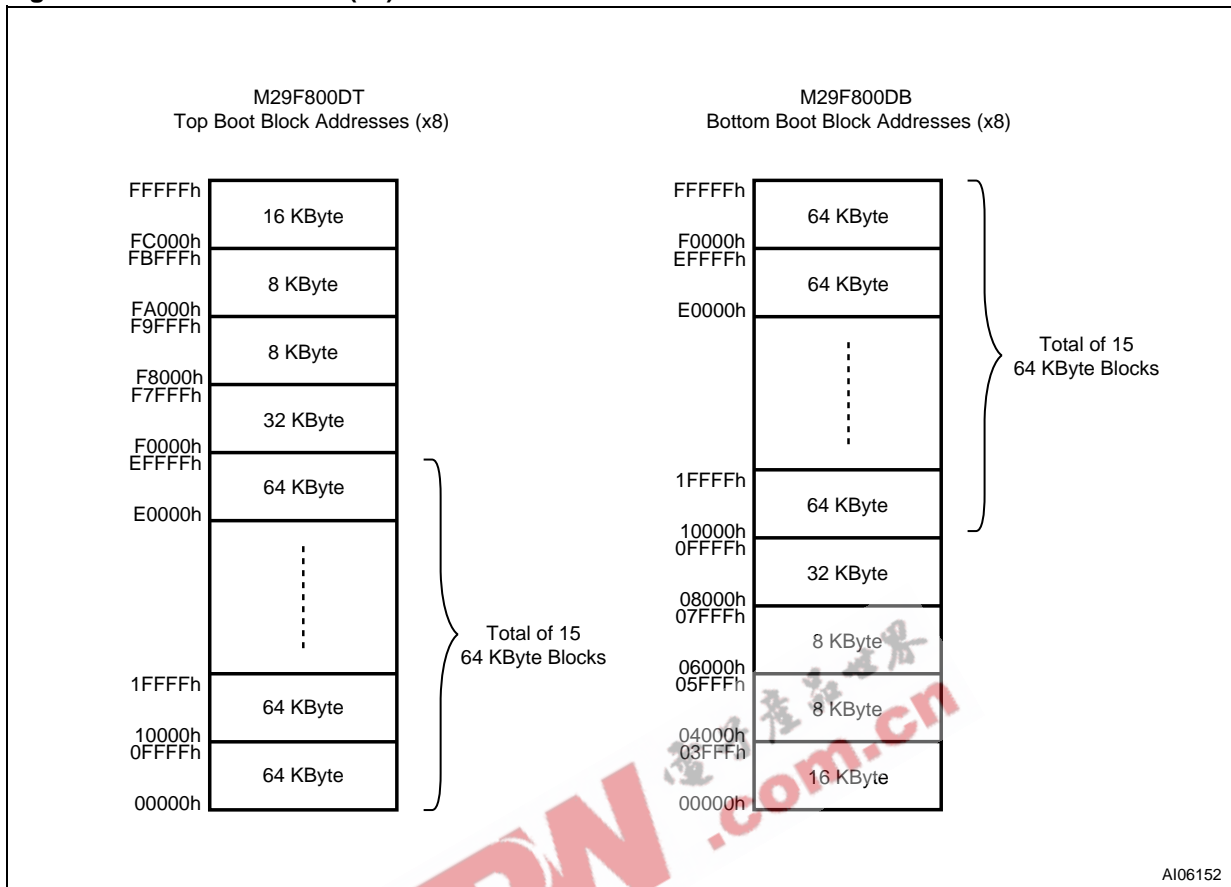 M29F800DT
Top Boot Block Addresses (x8)
FFFFFh
16 KByte
FC000h
FBFFFh
8 KByte
FA000h
F9FFFh
8 KByte
F8000h
F7FFFh
32 KByte
F0000h
EFFFFh
64 KByte
E0000h
Total of 15
64 KByte Blocks
1FFFFh
64 KByte
10000h
0FFFFh
64 KByte
00000h
M29F800DB
Bottom Boot Block Addresses (x8)
FFFFFh
64 KByte
F0000h
EFFFFh
64 KByte
E0000h
Total of 15
64 KByte Blocks
1FFFFh
64 KByte
10000h
0FFFFh
32 KByte
08000h
07FFFh
8 KByte
06000h
05FFFh
8 KByte
04000h
03FFFh
16 KByte
00000h
.com.cn
AI06152